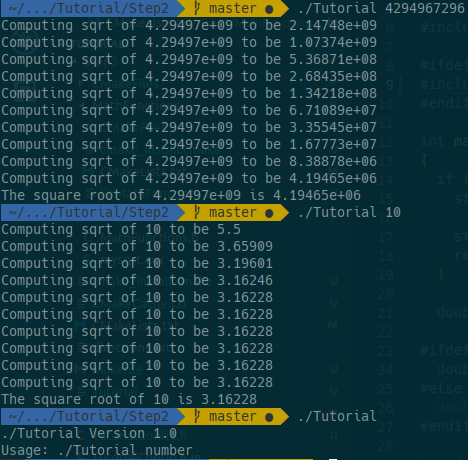 ~/.../Tutorial/Step2 master ● ./Tutorial 4294967296
Computing sqrt of 4.29497e+09 to be 2.14748e+09
Computing sqrt of 4.29497e+09 to be 1.07374e+09
Computing sqrt of 4.29497e+09 to be 5.36871e+08
Computing sqrt of 4.29497e+09 to be 2.68435e+08
Computing sqrt of 4.29497e+09 to be 1.34218e+08
Computing sqrt of 4.29497e+09 to be 6.71089e+07
Computing sqrt of 4.29497e+09 to be 3.35545e+07
Computing sqrt of 4.29497e+09 to be 1.67773e+07
Computing sqrt of 4.29497e+09 to be 8.38878e+06
Computing sqrt of 4.29497e+09 to be 4.19465e+06
The square root of 4.29497e+09 is 4.19465e+06
~/.../Tutorial/Step2 master ● ./Tutorial 10
Computing sqrt of 10 to be 5.5
Computing sqrt of 10 to be 3.65909
Computing sqrt of 10 to be 3.19601
Computing sqrt of 10 to be 3.16246
Computing sqrt of 10 to be 3.16228
Computing sqrt of 10 to be 3.16228
Computing sqrt of 10 to be 3.16228
Computing sqrt of 10 to be 3.16228
Computing sqrt of 10 to be 3.16228
Computing sqrt of 10 to be 3.16228
The square root of 10 is 3.16228
~/.../Tutorial/Step2 master ● ./Tutorial
./Tutorial Version 1.0
Usage: ./Tutorial number